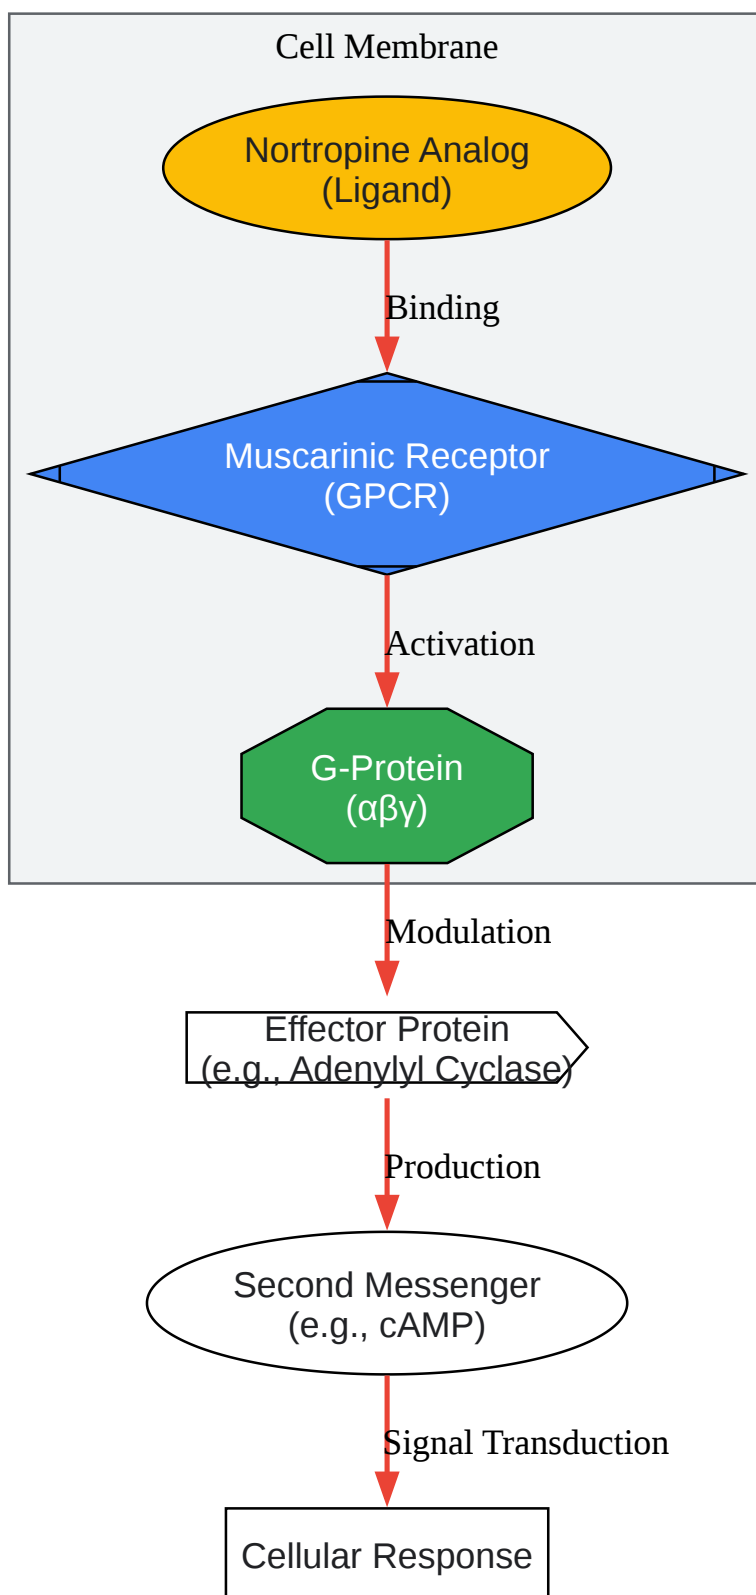 Cell Membrane
Nortropine Analog
(Ligand)
Binding
Muscarinic Receptor
(GPCR)
Activation
G-Protein
(αβγ)
Modulation
Effector Protein
(e.g., Adenylyl Cyclase)
Production
Second Messenger
(e.g., cAMP)
Signal Transduction
Cellular Response